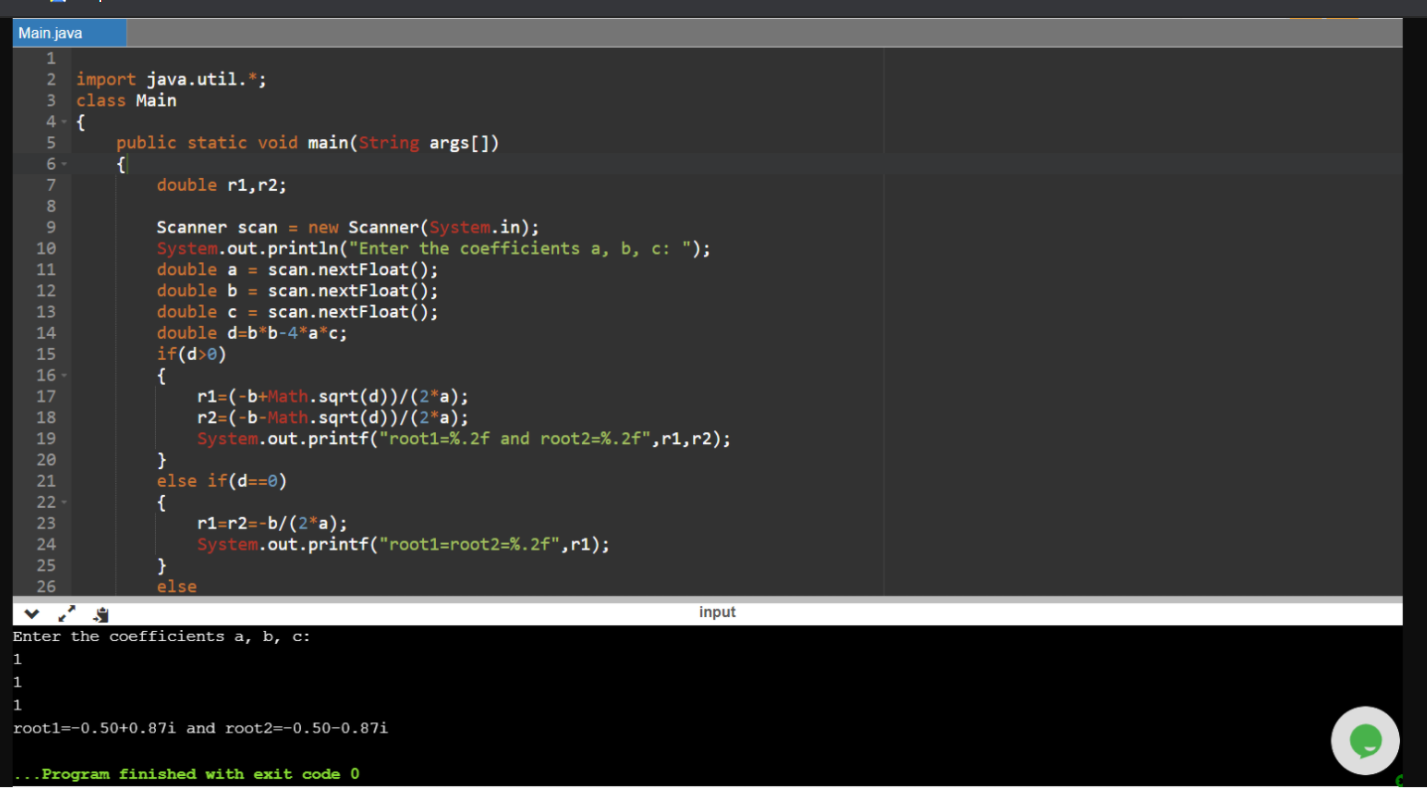 Main.java
1
2 import java.util.*;
3 class Main
4 {
5 public static void main(String args[])
6 {
7 double r1,r2;
8
9 Scanner scan = new Scanner(System.in);
10 System.out.println("Enter the coefficients a, b, c: ");
11 double a = scan.nextFloat();
12 double b = scan.nextFloat();
13 double c = scan.nextFloat();
14 double d=b*b-4*a*c;
15 if(d>0)
16 {
17 r1=(-b+Math.sqrt(d))/(2*a);
18 r2=(-b-Math.sqrt(d))/(2*a);
19 System.out.printf("root1=%.2f and root2=%.2f",r1,r2);
20 }
21 else if(d==0)
22 {
23 r1=r2=-b/(2*a);
24 System.out.printf("root1=root2=%.2f",r1);
25 }
26 else
input
Enter the coefficients a, b, c:
1
1
1
root1=-0.50+0.87i and root2=-0.50-0.87i
...Program finished with exit code 0